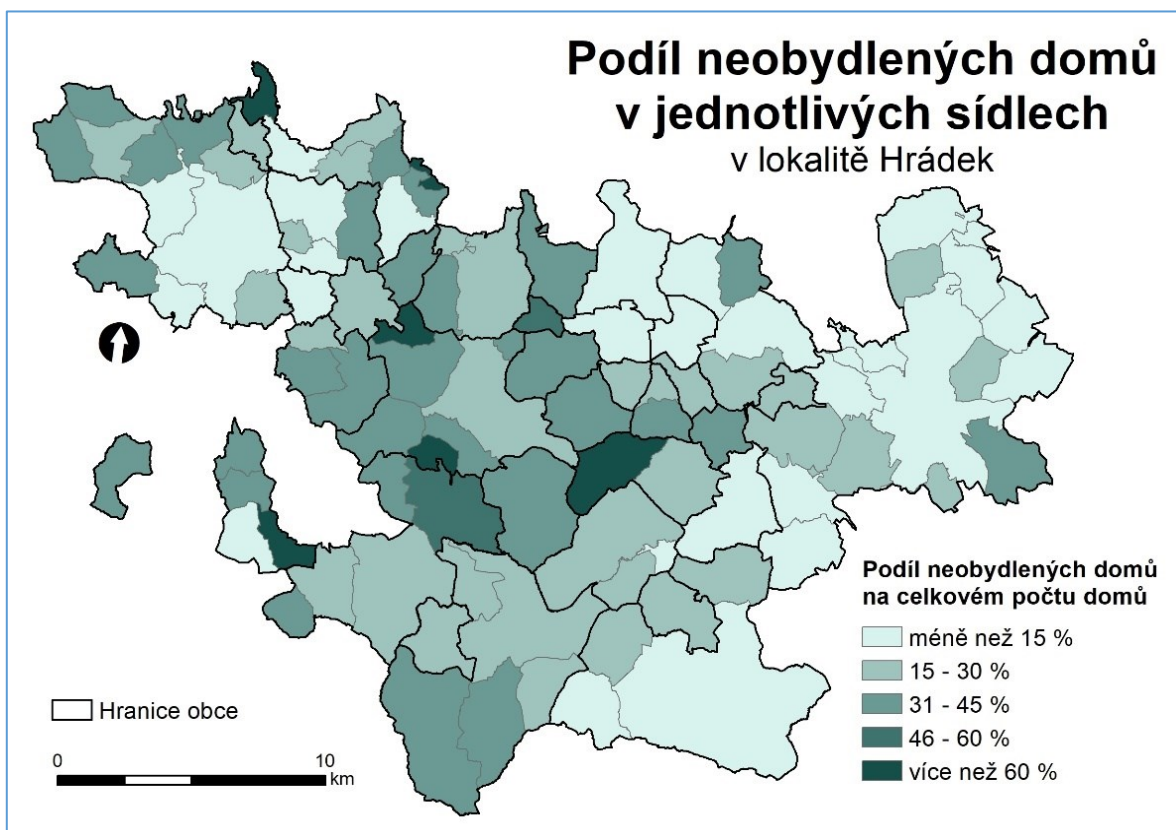 Podíl neobydlených domů
v jednotlivých sídlech
v lokalitě Hrádek
Podíl neobydlených domů
na celkovém počtu domů
méně než 15 %
15 - 30 %
31 - 45 %
46 - 60 %
více než 60 %
Hranice obce
0 10
km